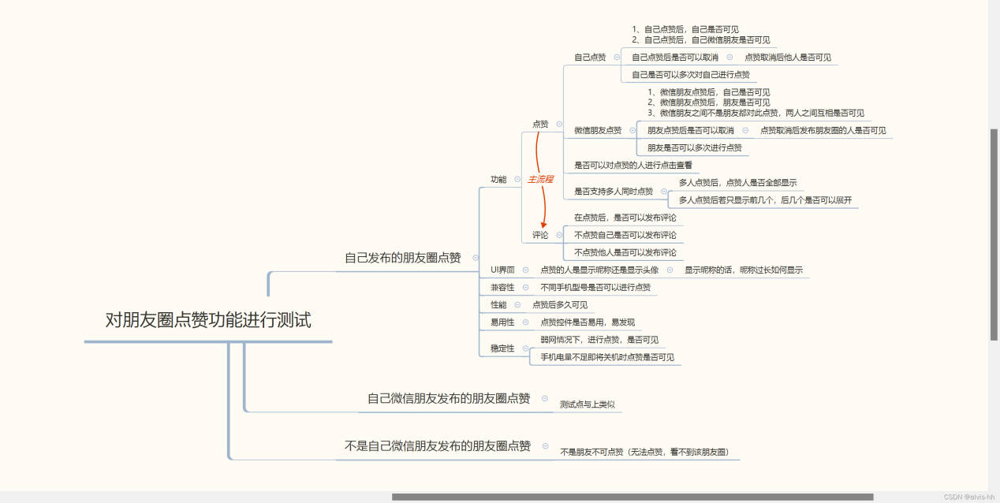 对朋友圈点赞功能进行测试
自己发布的朋友圈点赞
功能
点赞
自己点赞
1、自己点赞后，自己是否可见
2、自己点赞后，自己微信朋友是否可见
自己点赞后是否可以取消
点赞取消后他人是否可见
自己是否可以多次对自己进行点赞
微信朋友点赞
1、微信朋友点赞后，自己是否可见
2、微信朋友点赞后，朋友是否可见
3、微信朋友之间不是朋友都对此点赞，两人之间互相是否可见
朋友点赞后是否可以取消
点赞取消后发布朋友圈的人是否可见
朋友是否可以多次进行点赞
是否可以对点赞的人进行点击查看
是否支持多人同时点赞
多人点赞后，点赞人是否全部显示
多人点赞后若只显示前几个，后几个是否可以展开
主流程
评论
在点赞后，是否可以发布评论
不点赞自己是否可以发布评论
不点赞他人是否可以发布评论
UI界面
点赞的人是显示昵称还是显示头像
显示昵称的话，昵称过长如何显示
兼容性
不同手机型号是否可以进行点赞
性能
点赞后多久可见
易用性
点赞控件是否易用，易发现
稳定性
弱网情况下，进行点赞，是否可见
手机电量不足即将关机时点赞是否可见
自己微信朋友发布的朋友圈点赞
测试点与上类似
不是自己微信朋友发布的朋友圈点赞
不是朋友不可点赞（无法点赞，看不到该朋友圈）
CSDN @alvis-hh